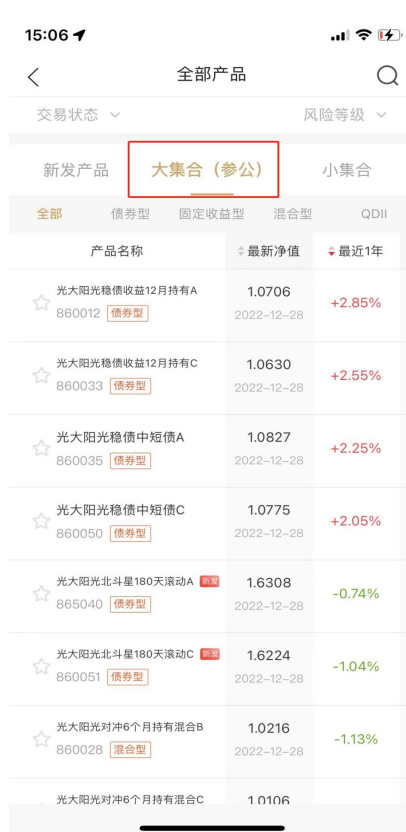 15:06
全部产品
交易状态 风险等级
新发产品 大集合（参公） 小集合
全部 债券型 固定收益型 混合型 QDII
产品名称 最新净值 最近1年
光大阳光稳债收益12月持有A 1.0706 +2.85%
860012 债券型 2022-12-28
光大阳光稳债收益12月持有C 1.0630 +2.55%
860033 债券型 2022-12-28
光大阳光稳债中短债A 1.0827 +2.25%
860035 债券型 2022-12-28
光大阳光稳债中短债C 1.0775 +2.05%
860050 债券型 2022-12-28
光大阳光北斗星180天滚动A 新发 1.6308 -0.74%
865040 债券型 2022-12-28
光大阳光北斗星180天滚动C 新发 1.6224 -1.04%
860051 债券型 2022-12-28
光大阳光对冲6个月持有混合B 1.0216 -1.13%
860028 混合型 2022-12-28
光大阳光对冲6个月持有混合C 1.0106